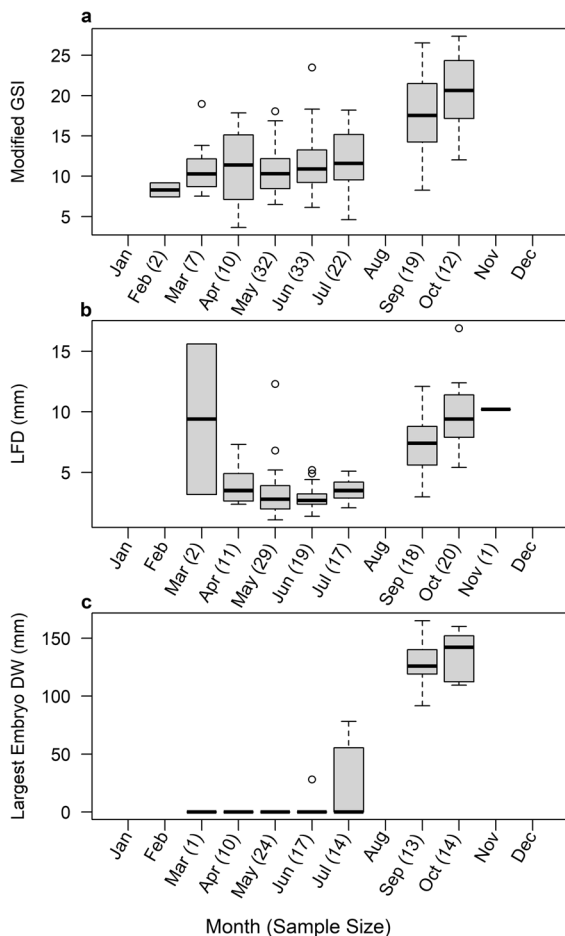 a
Modified GSI
25
20
15
10
5
Jan
Feb (2)
Mar (7)
Apr (10)
May (32)
Jun (33)
Jul (22)
Aug
Sep (19)
Oct (12)
Nov
Dec
b
LFD (mm)
15
10
5
Jan
Feb
Mar (2)
Apr (11)
May (29)
Jun (19)
Jul (17)
Aug
Sep (18)
Oct (20)
Nov (1)
Dec
c
Largest Embryo DW (mm)
150
100
50
0
Jan
Feb
Mar (1)
Apr (10)
May (24)
Jun (17)
Jul (14)
Aug
Sep (13)
Oct (14)
Nov
Dec
Month (Sample Size)